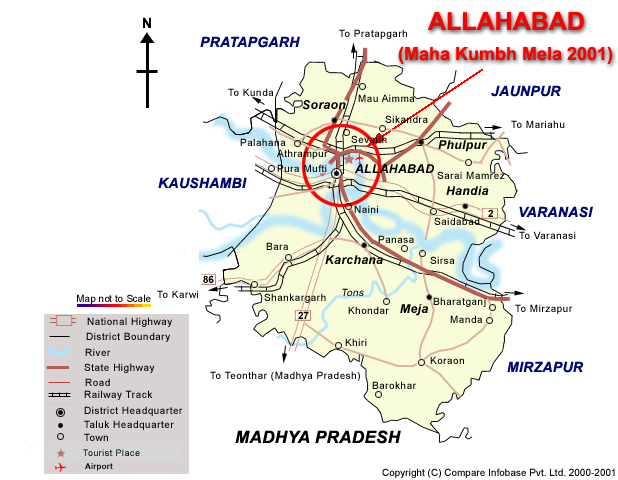 ALLAHABAD
(Maha Kumbh Mela 2001)
N
To Pratapgarh
PRATAPGARH
JAUNPUR
To Kunda
Mau Aimma
Soraon
Sikandra
To Mariahu
Palahana
Phulpur
Athrampur
Pura Mufti
ALLAHABAD
Sarai Mamrez
KAUSHAMBI
Handia
Naini
Saidabad
2
VARANASI
To Varanasi
Bara
Panasa
Karchana
Sirsa
86
To Karwi
Shankargarh
Tons
Khondar
Meja
Bharatganj
Manda
To Mirzapur
27
Khiri
Koraon
MIRZAPUR
To Teonthar (Madhya Pradesh)
Barokhar
MADHYA PRADESH
Map not to Scale
National Highway
District Boundary
River
State Highway
Road
Railway Track
District Headquarter
Taluk Headquarter
Town
Tourist Place
Airport
Copyright (C) Compare Infobase Pvt. Ltd. 2000-2001